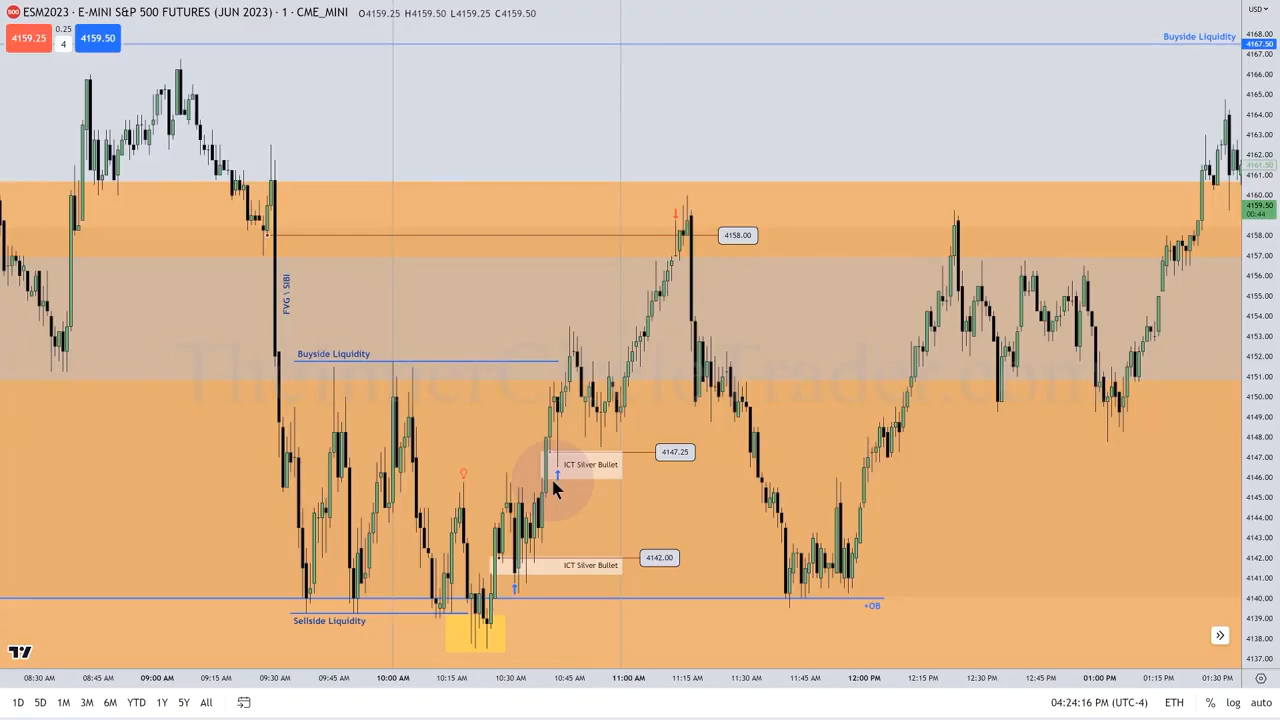 ESM2023 · E-MINI S&P 500 FUTURES (JUN 2023) · 1 · CME_MINI O4159.25 H4159.50 L4159.25 C4159.50
USD
4159.25 0.25 4 4159.50
Buyside Liquidity
4168.00
4167.50
4167.00
4166.00
4165.00
4164.00
4163.00
4162.00
4161.50
4161.00
4160.00
4159.50
00:44
4158.00
4158.00
4157.00
4156.00
FVG \ SIBI
4155.00
4154.00
4153.00
Buyside Liquidity
4152.00
TheInnerCircleTrader.com
4151.00
4150.00
4149.00
4148.00
4147.25
4147.00
ICT Silver Bullet
4146.00
4145.00
4144.00
4143.00
4142.00
4142.00
ICT Silver Bullet
4141.00
4140.00
+OB
Sellside Liquidity
4139.00
4138.00
4137.00
08:30 AM 08:45 AM 09:00 AM 09:15 AM 09:30 AM 09:45 AM 10:00 AM 10:15 AM 10:30 AM 10:45 AM 11:00 AM 11:15 AM 11:30 AM 11:45 AM 12:00 PM 12:15 PM 12:30 PM 12:45 PM 01:00 PM 01:15 PM 01:30 PM
1D 5D 1M 3M 6M YTD 1Y 5Y All 04:24:16 PM (UTC-4) ETH % log auto